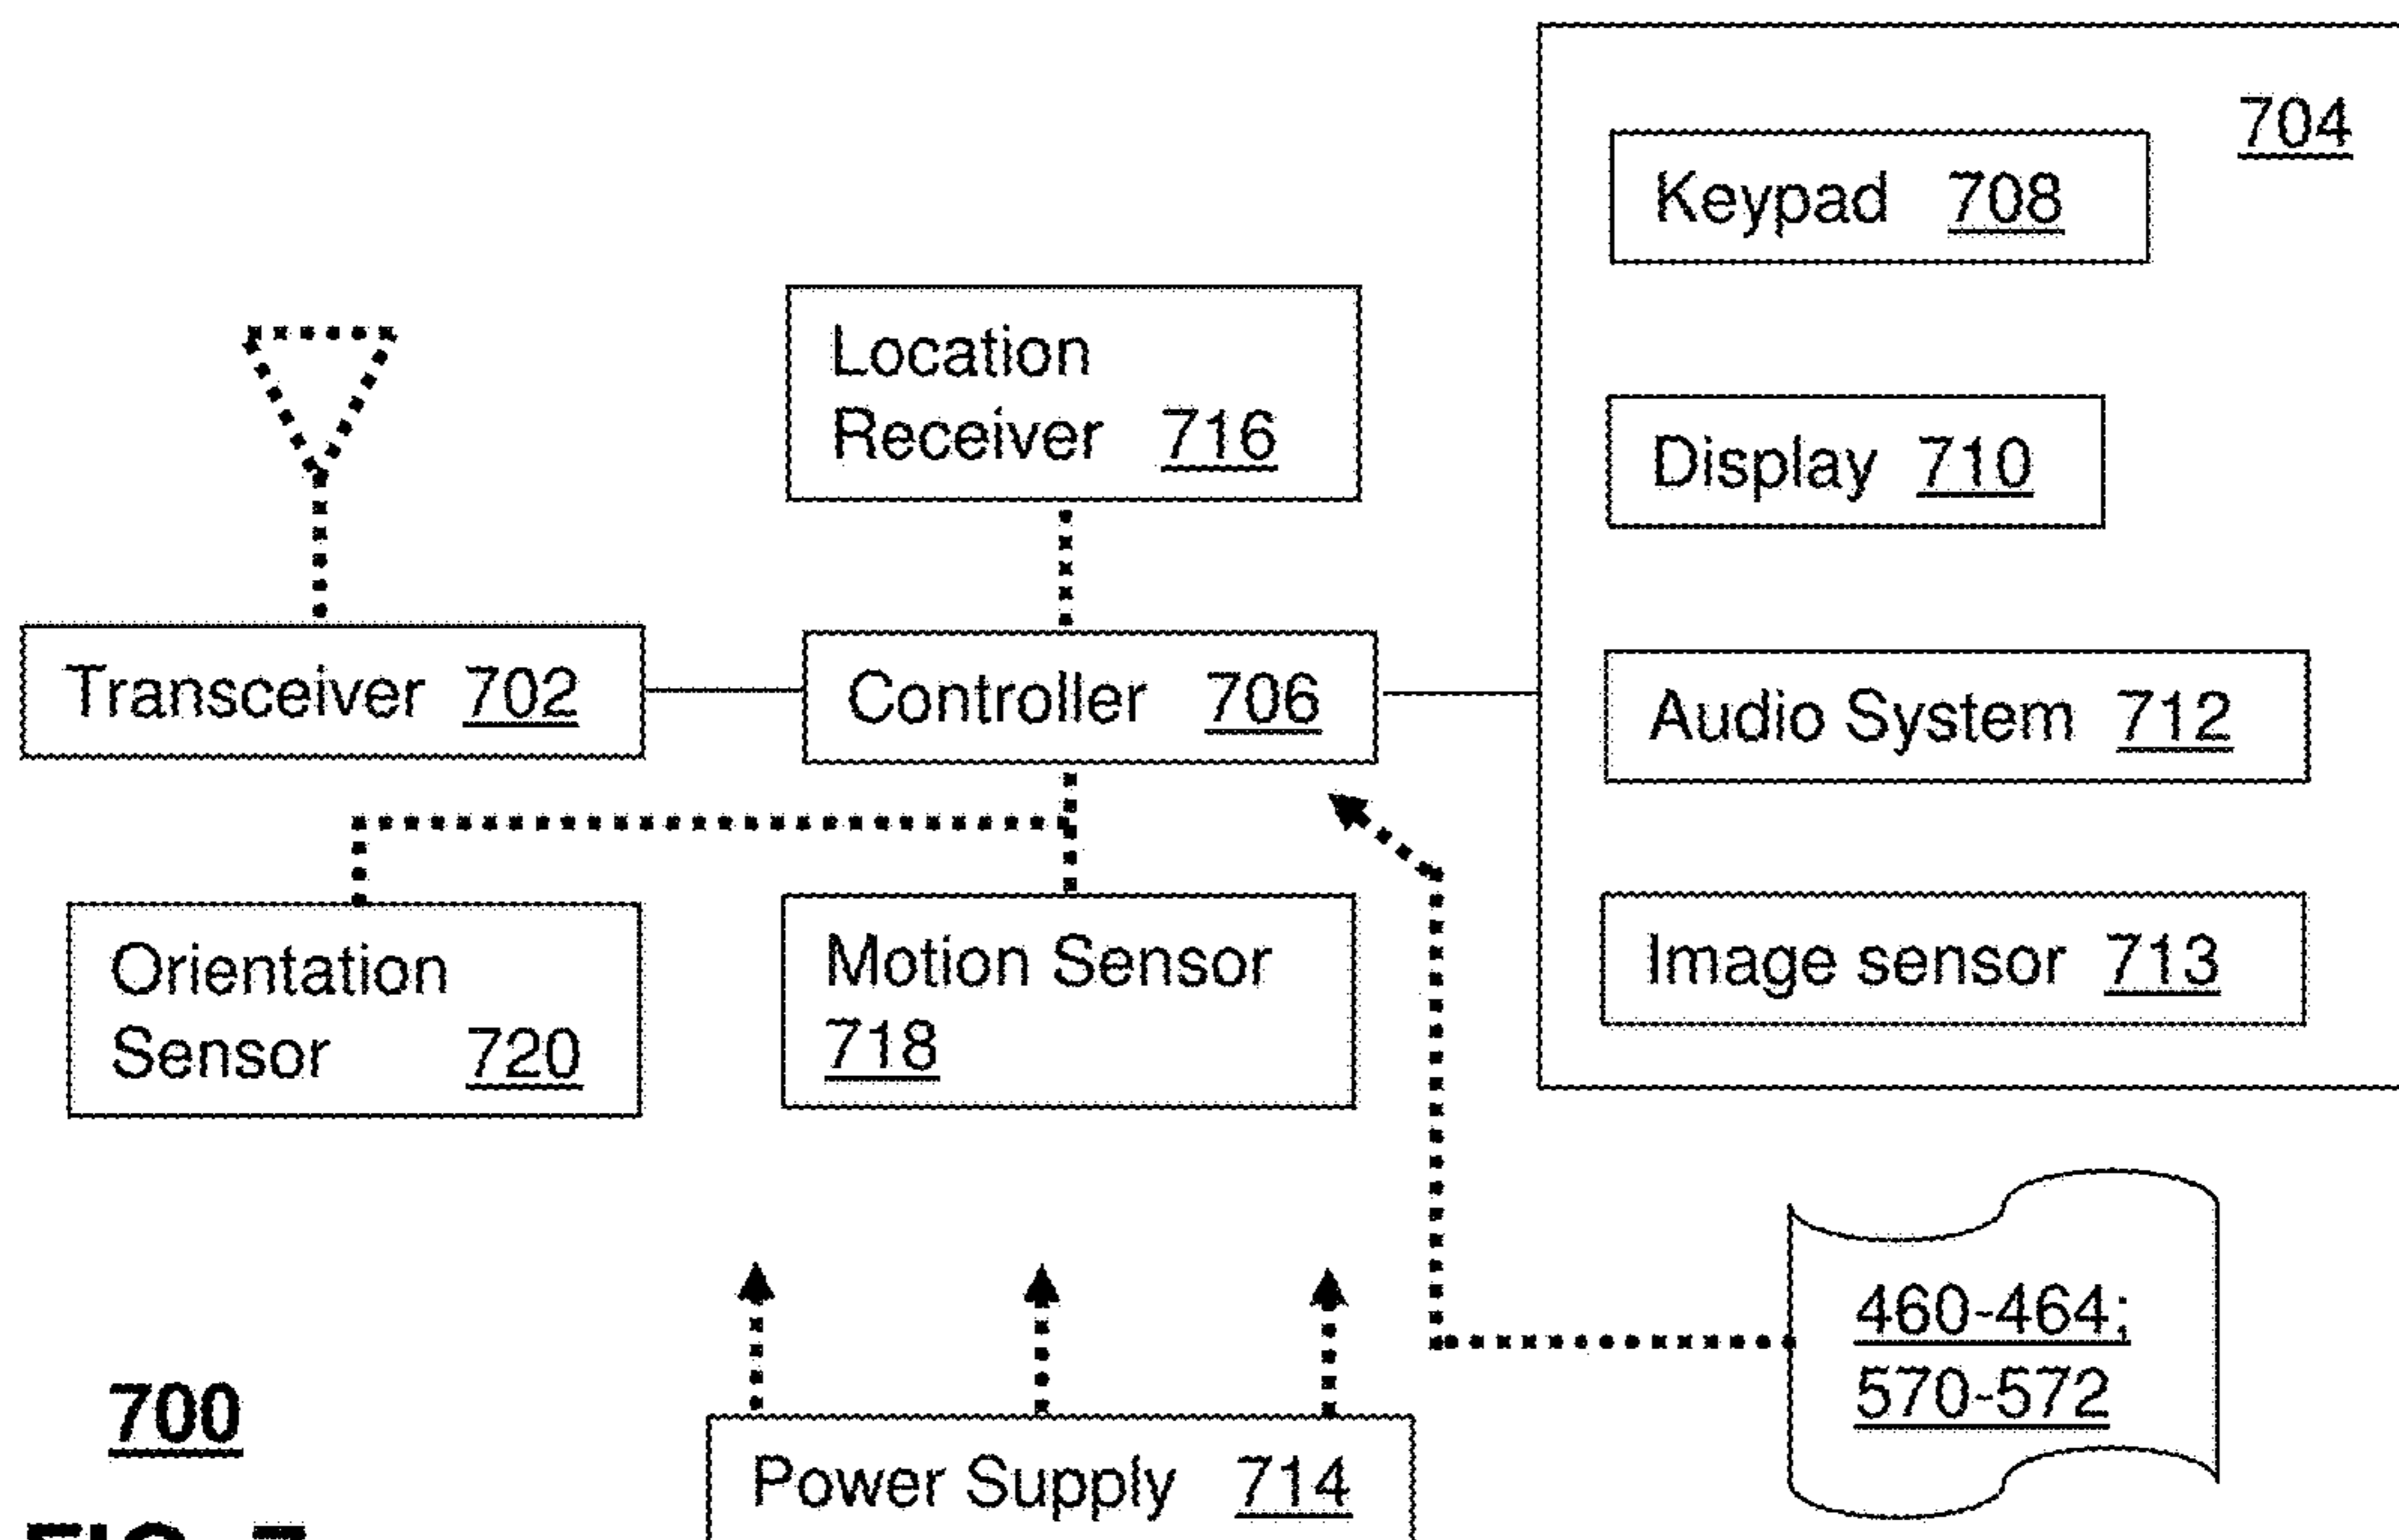 704
Keypad 708
Location
Receiver 716
Display 710
Transceiver 702
Controller 706
Audio System 712
Orientation
Sensor 720
Motion Sensor
718
Image sensor 713
460-464;
570-572
700
Power Supply 714